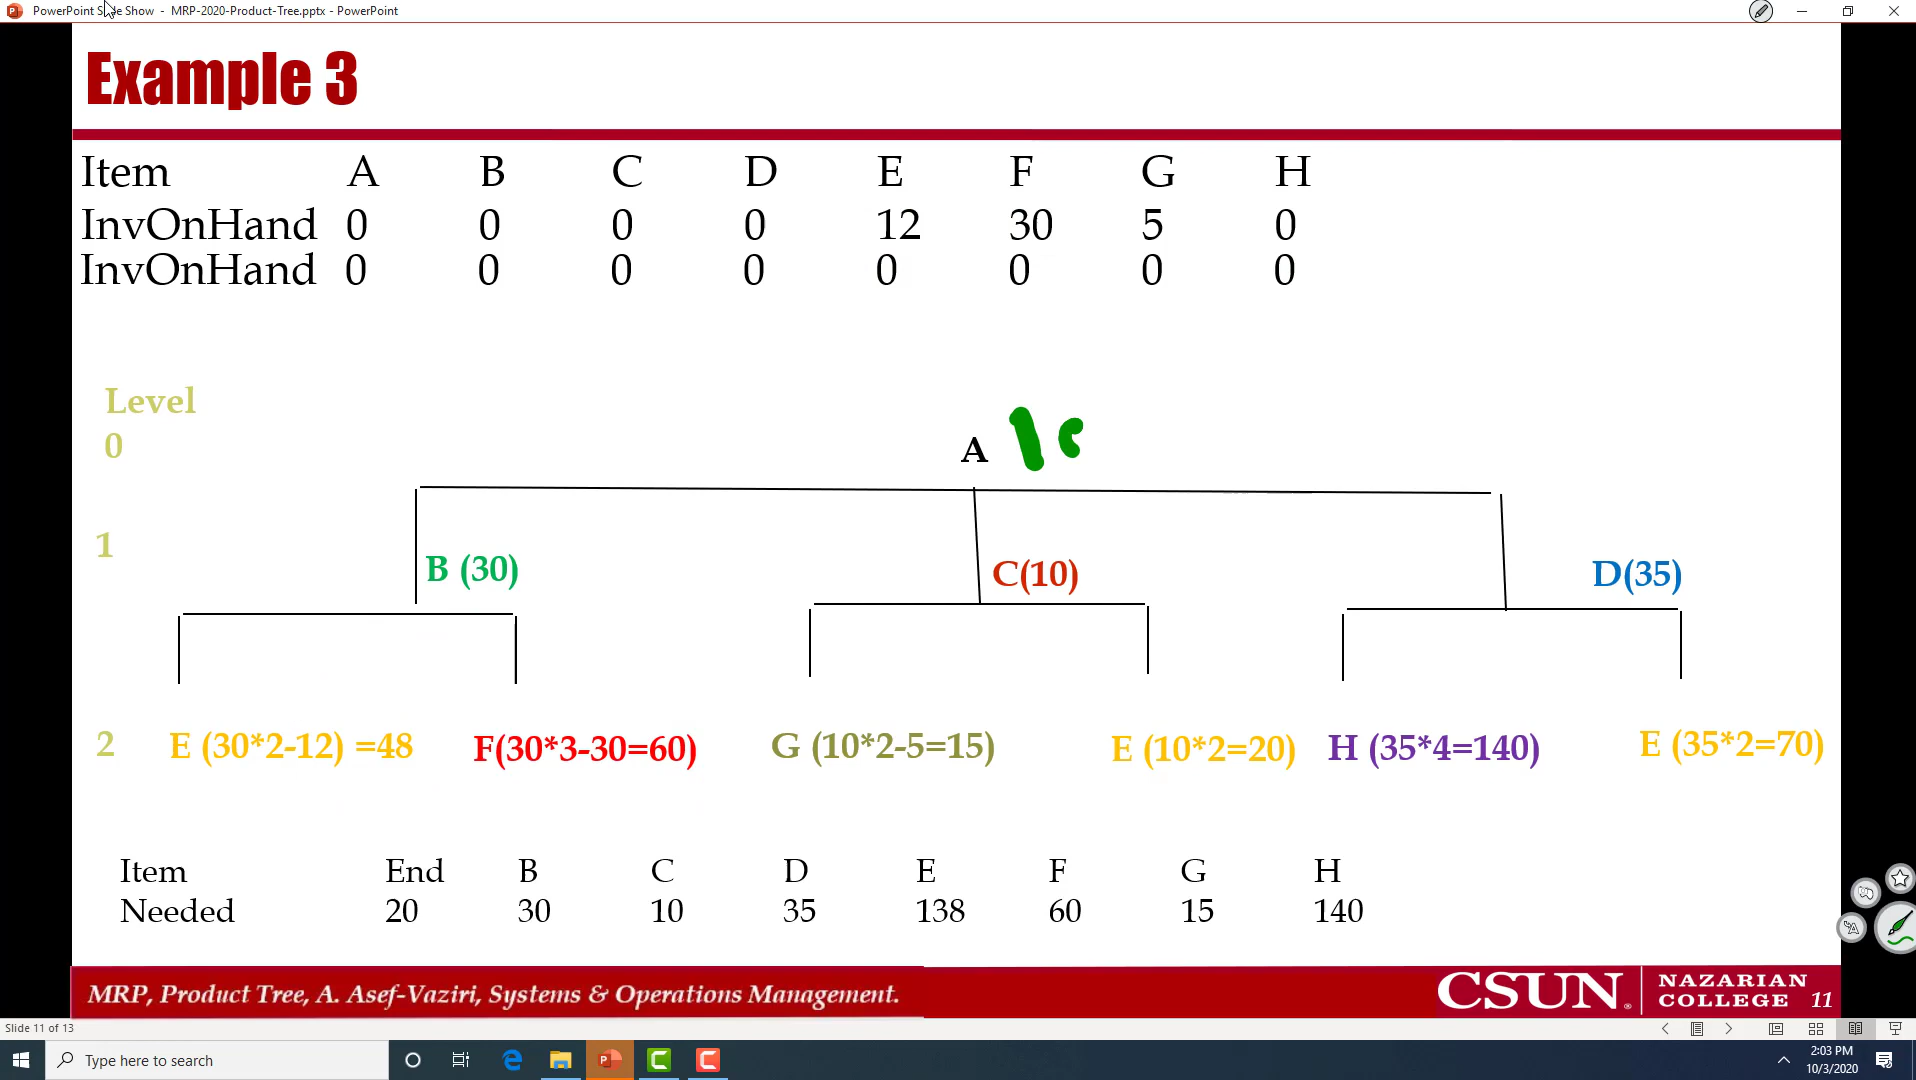 PowerPoint Slide Show - MRP-2020-Product-Tree.pptx - PowerPoint
Example 3
Item A B C D E F G H
InvOnHand 0 0 0 0 12 30 5 0
InvOnHand 0 0 0 0 0 0 0 0
Level
0
A
1
B (30)
C(10)
D(35)
2
E (30*2-12) =48
F(30*3-30=60)
G (10*2-5=15)
E (10*2=20)
H (35*4=140)
E (35*2=70)
Item End B C D E F G H
Needed 20 30 10 35 138 60 15 140
MRP, Product Tree, A. Asef-Vaziri, Systems & Operations Management.
CSUN
NAZARIAN
COLLEGE 11
Slide 11 of 13
Type here to search
2:03 PM
10/3/2020